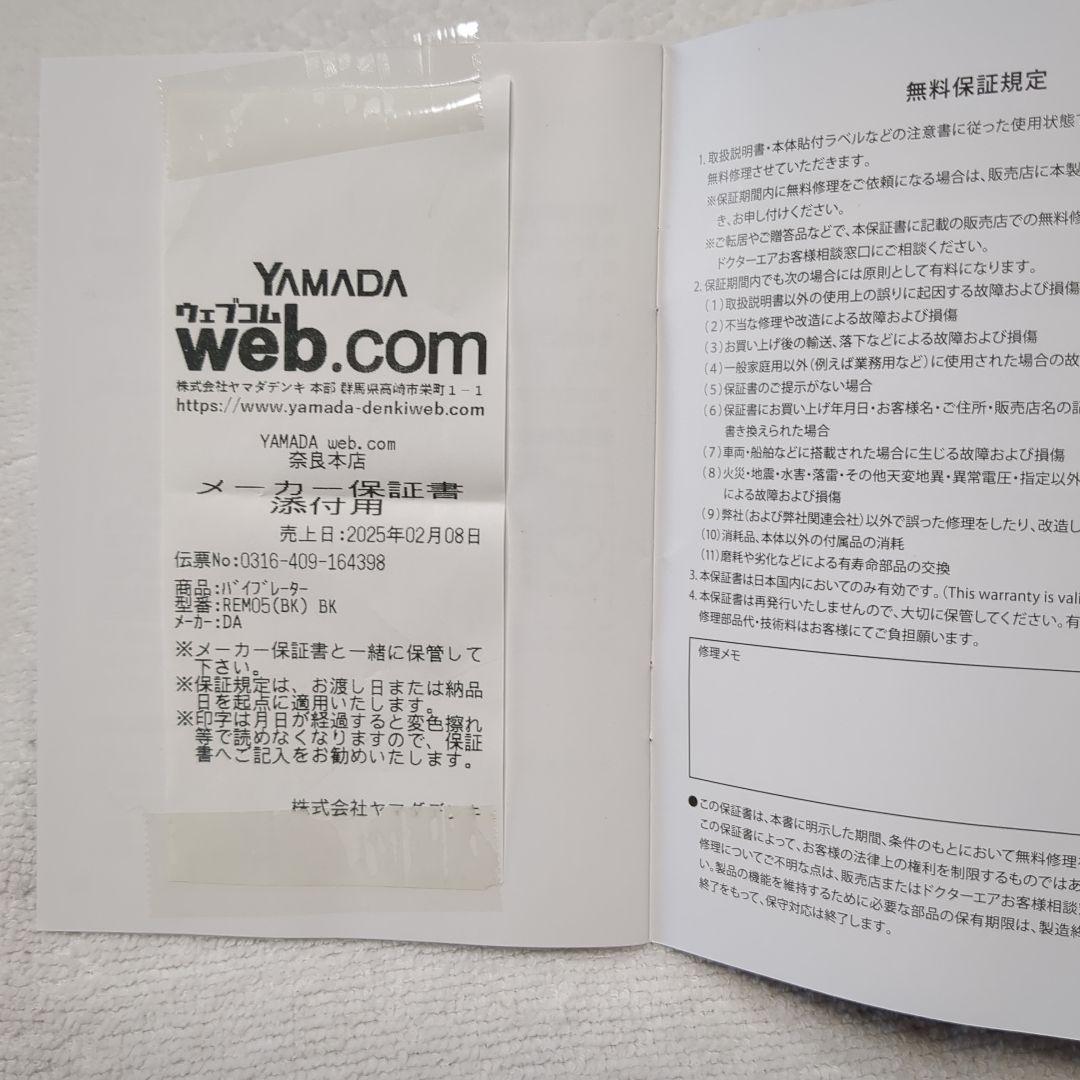 YAMADA
ウェブコム
web.com
株式会社ヤマダデンキ 本部 群馬県高崎市栄町1-1
https://www.yamada-denkiweb.com
YAMADA web.com
奈良本店
メーカー保証書
添付用
売上日:2025年02月08日
伝票No:0316-409-164398
商品:ﾊﾞｲﾌﾞﾚｰﾀｰ
型番:REM05(BK) BK
ﾒｰｶｰ:DA
※メーカー保証書と一緒に保管して
下さい。
※保証規定は、お渡し日または納品
日を起点に適用いたします。
※印字は月日が経過すると変色擦れ
等で読めなくなりますので、保証
書へご記入をお勧めいたします。
株式会社ヤマダデンキ
無料保証規定
1. 取扱説明書・本体貼付ラベルなどの注意書に従った使用状態で
無料修理させていただきます。
※保証期間内に無料修理をご依頼になる場合は、販売店に本製
き、お申し付けください。
※ご転居やご贈答品などで、本保証書に記載の販売店での無料修
ドクターエアお客様相談窓口にご相談ください。
2. 保証期間内でも次の場合には原則として有料になります。
(1)取扱説明書以外の使用上の誤りに起因する故障および損傷
(2)不当な修理や改造による故障および損傷
(3)お買い上げ後の輸送、落下などによる故障および損傷
(4)一般家庭用以外(例えば業務用など)に使用された場合の故
(5)保証書のご提示がない場合
(6)保証書にお買い上げ年月日・お客様名・ご住所・販売店名の記
書き換えられた場合
(7)車両・船舶などに搭載された場合に生じる故障および損傷
(8)火災・地震・水害・落雷・その他天変地異・異常電圧・指定以外
による故障および損傷
(9)弊社(および弊社関連会社)以外で誤った修理をしたり、改造し
(10)消耗品、本体以外の付属品の消耗
(11)磨耗や劣化などによる有寿命部品の交換
3. 本保証書は日本国内においてのみ有効です。(This warranty is vali
4. 本保証書は再発行いたしませんので、大切に保管してください。有
修理部品代・技術料はお客様にてご負担願います。
修理メモ
●この保証書は、本書に明示した期間、条件のもとにおいて無料修理
この保証書によって、お客様の法律上の権利を制限するものではあ
修理についてご不明な点は、販売店またはドクターエアお客様相談
い。製品の機能を維持するために必要な部品の保有期限は、製造終
終了をもって、保守対応は終了します。